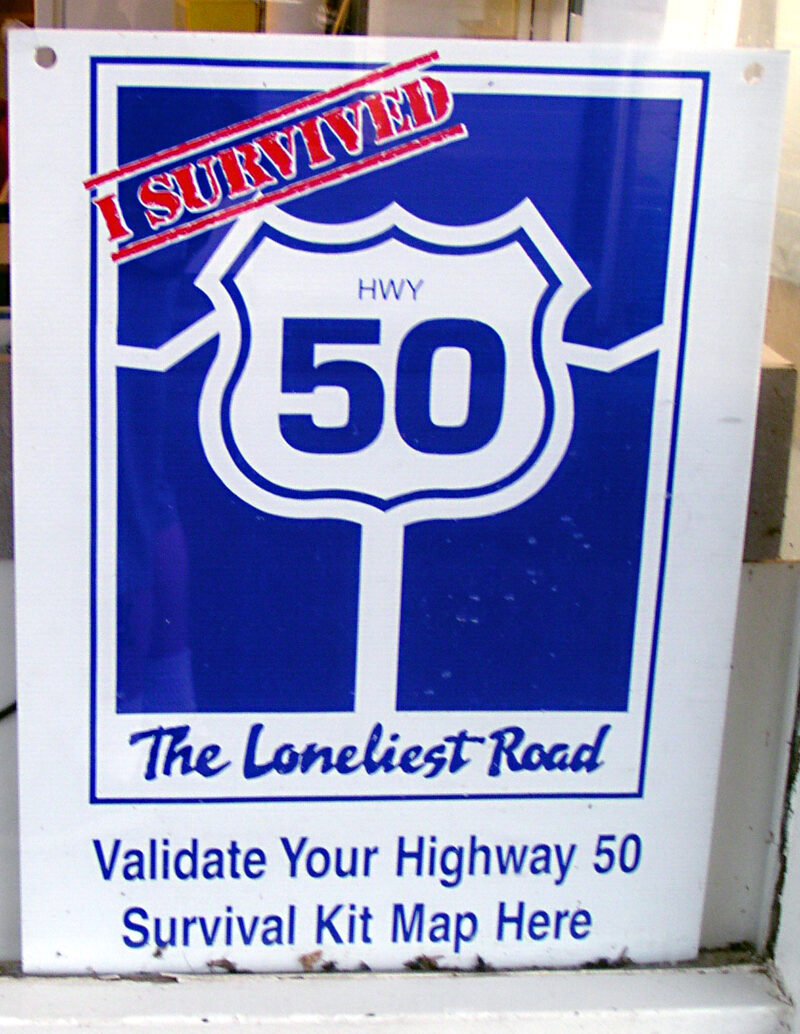 I SURVIVED
HWY
50
The Loneliest Road
Validate Your Highway 50
Survival Kit Map Here